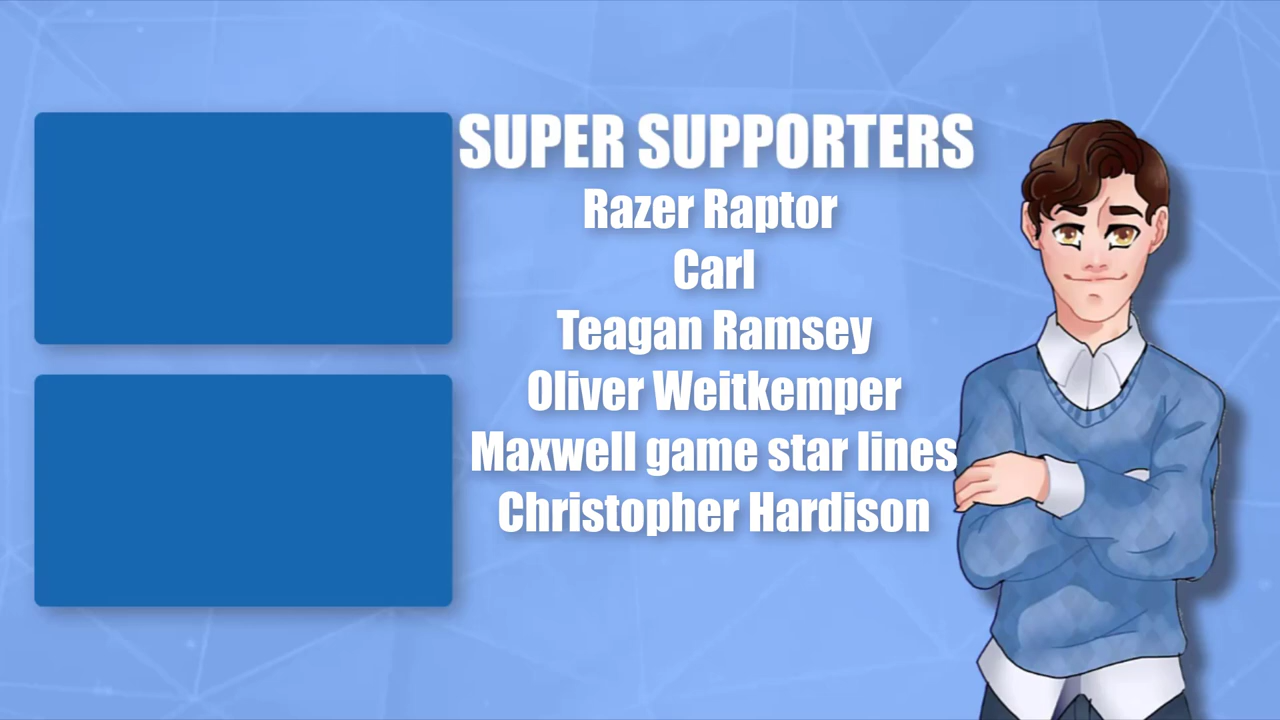 SUPER SUPPORTERS
Razer Raptor
Carl
Teagan Ramsey
Oliver Weitkemper
Maxwell game star lines
Christopher Hardison